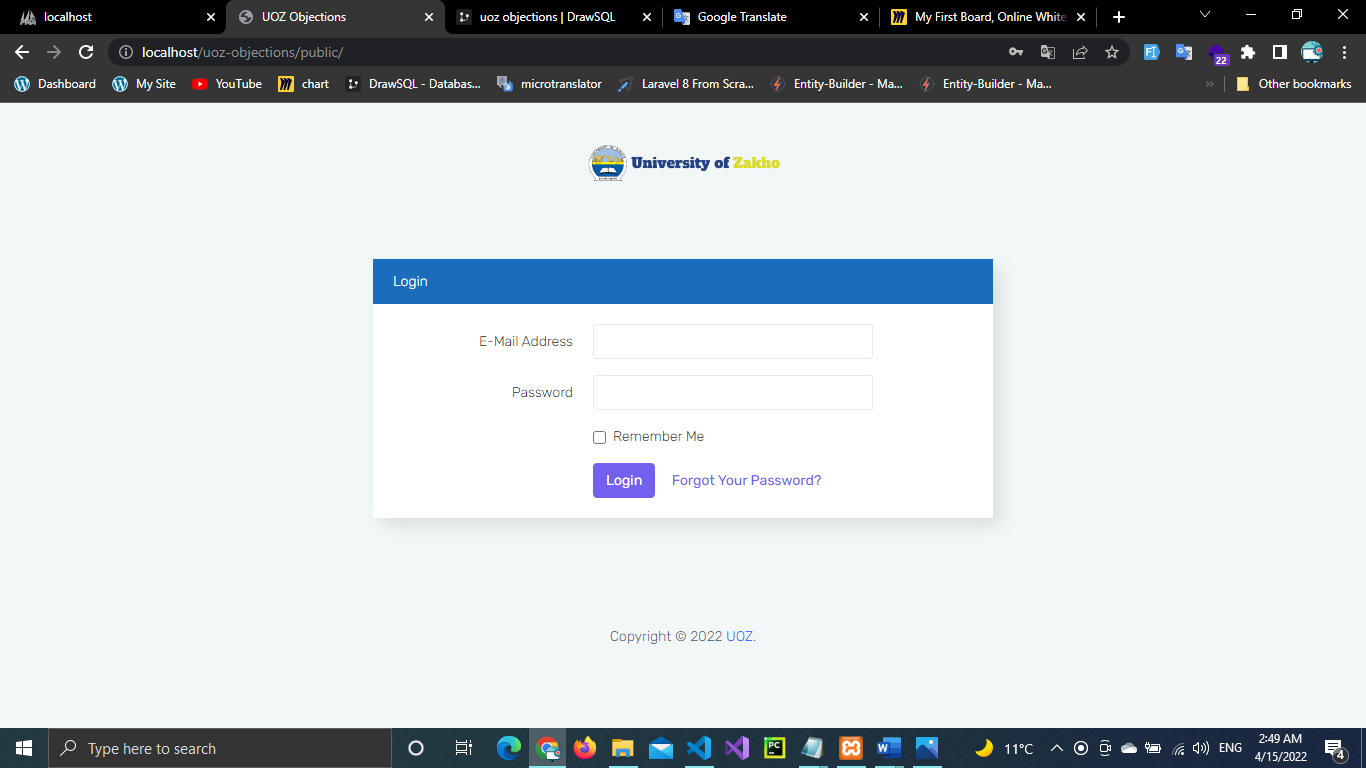 localhost
UOZ Objections
uoz objections | DrawSQL
Google Translate
My First Board, Online White
localhost/uoz-objections/public/
22
Dashboard
My Site
YouTube
chart
DrawSQL - Databas...
microtranslator
Laravel 8 From Scra...
Entity-Builder - Ma...
Entity-Builder - Ma...
»
Other bookmarks
University of Zakho
Login
E-Mail Address
Password
Remember Me
Login
Forgot Your Password?
Copyright © 2022 UOZ.
Type here to search
11°C
ENG
2:49 AM
4/15/2022
4